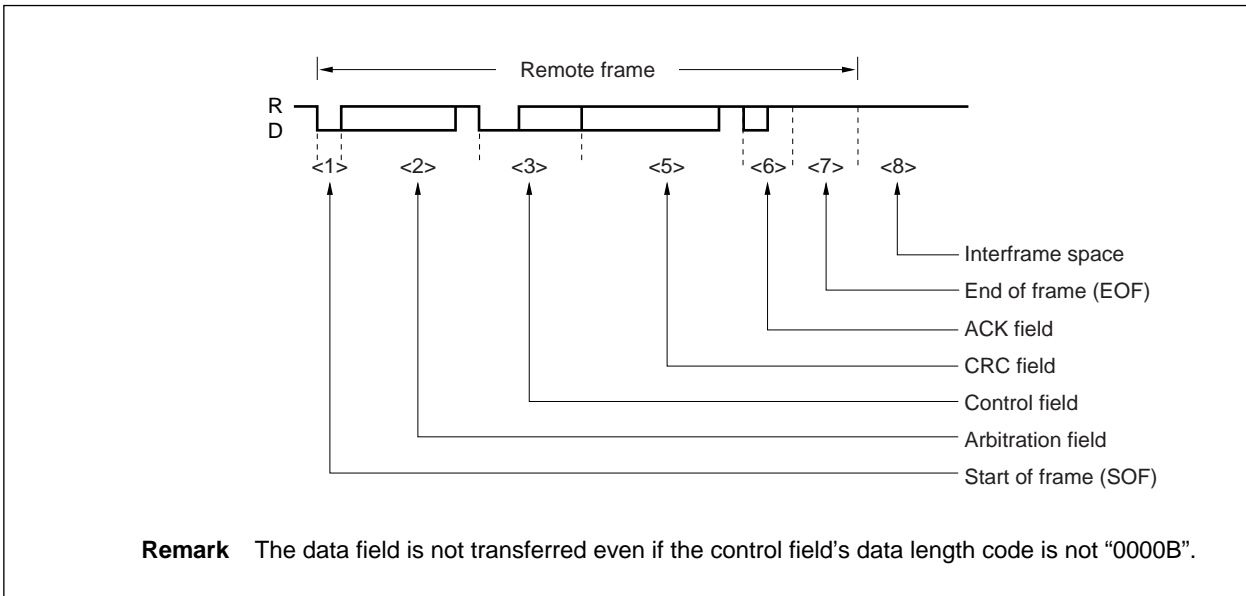 Remote frame
R
D
<1> <2> <3> <5> <6> <7> <8>
Interframe space
End of frame (EOF)
ACK field
CRC field
Control field
Arbitration field
Start of frame (SOF)
Remark The data field is not transferred even if the control field’s data length code is not “0000B”.